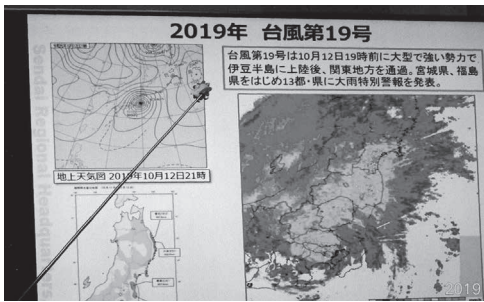 2019年 台風第19号
台風第19号は10月12日19時前に大型で強い勢力で
伊豆半島に上陸後、関東地方を通過。宮城県、福島
県をはじめ13都・県に大雨特別警報を発表。
地上天気図 2019年10月12日21時
Sendai Regional Headquarters
2019